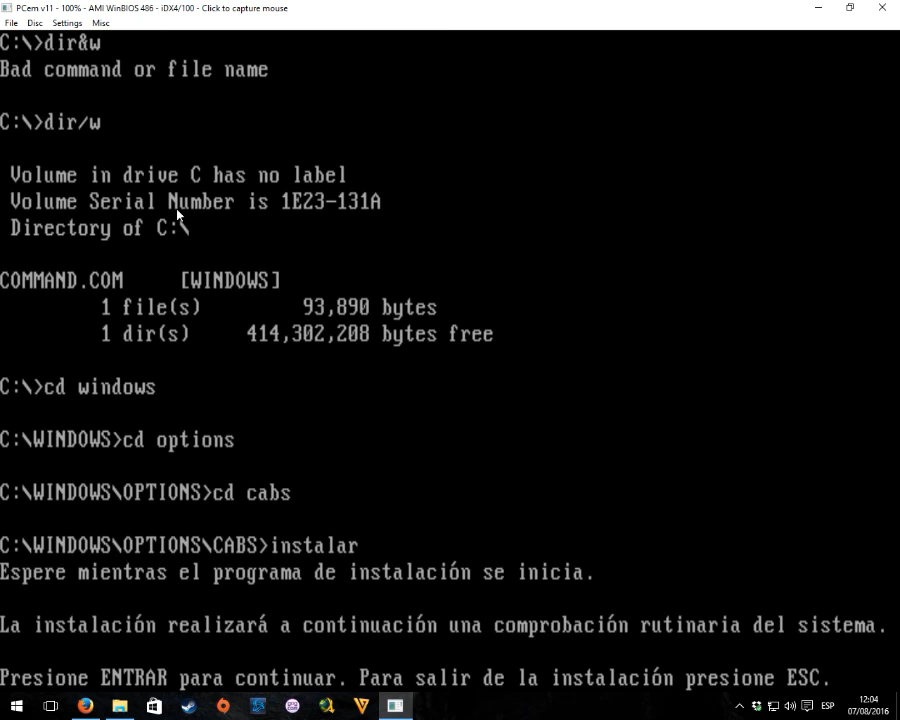 PCem v11 - 100% - AMI WinBIOS 486 - iDX4/100 - Click to capture mouse
File Disc Settings Misc
C:\>dir&w
Bad command or file name
C:\>dir/w
Volume in drive C has no label
Volume Serial Number is 1E23-131A
Directory of C:\
COMMAND.COM [WINDOWS]
1 file(s) 93,890 bytes
1 dir(s) 414,302,208 bytes free
C:\>cd windows
C:\WINDOWS>cd options
C:\WINDOWS\OPTIONS>cd cabs
C:\WINDOWS\OPTIONS\CABS>instalar
Espere mientras el programa de instalación se inicia.
La instalación realizará a continuación una comprobación rutinaria del sistema.
Presione ENTRAR para continuar. Para salir de la instalación presione ESC.
ESP
12:04
07/08/2016